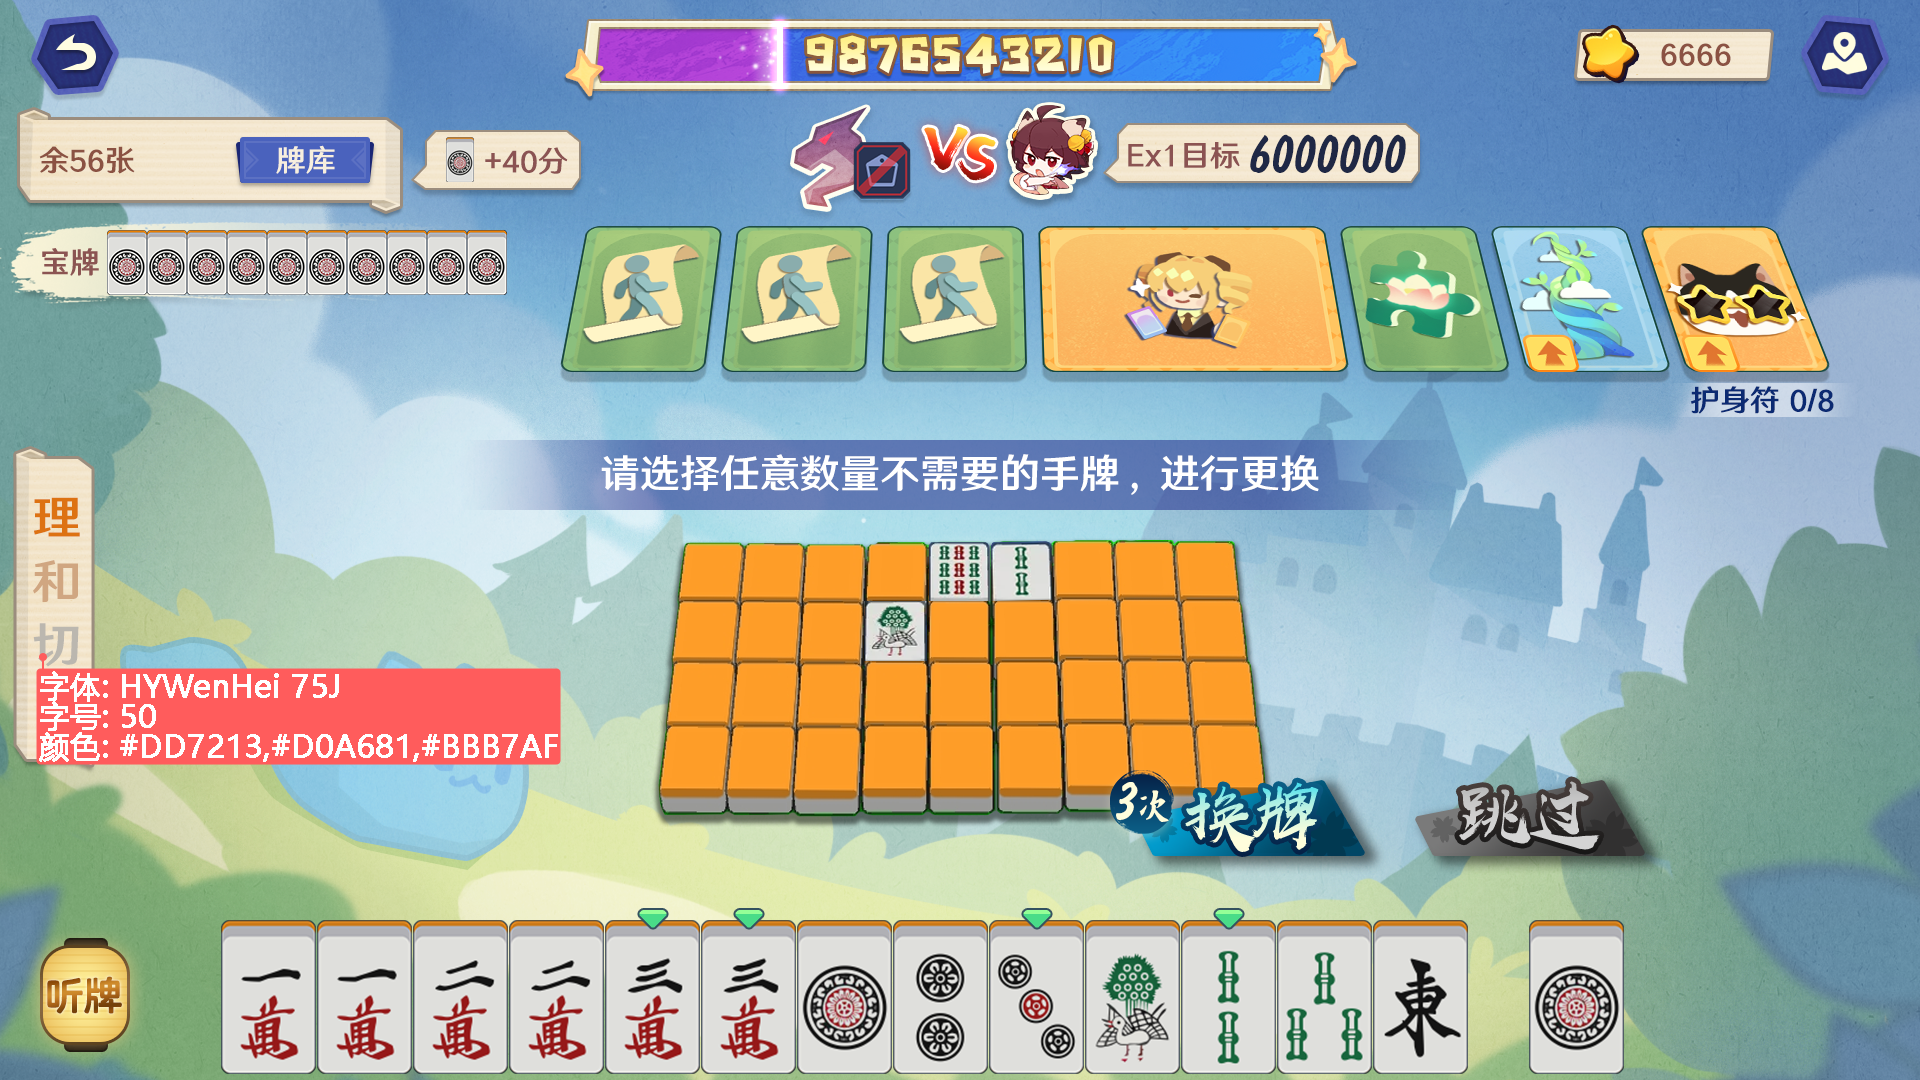 9876543210
6666
余56张
牌库
+40分
VS
Ex1目标 6000000
宝牌
护身符 0/8
请选择任意数量不需要的手牌，进行更换
理
和
切
字体: HYWenHei 75J
字号: 50
颜色: #DD7213,#D0A681,#BBB7AF
3次
换牌
跳过
听牌
一萬
一萬
二萬
二萬
三萬
三萬
東